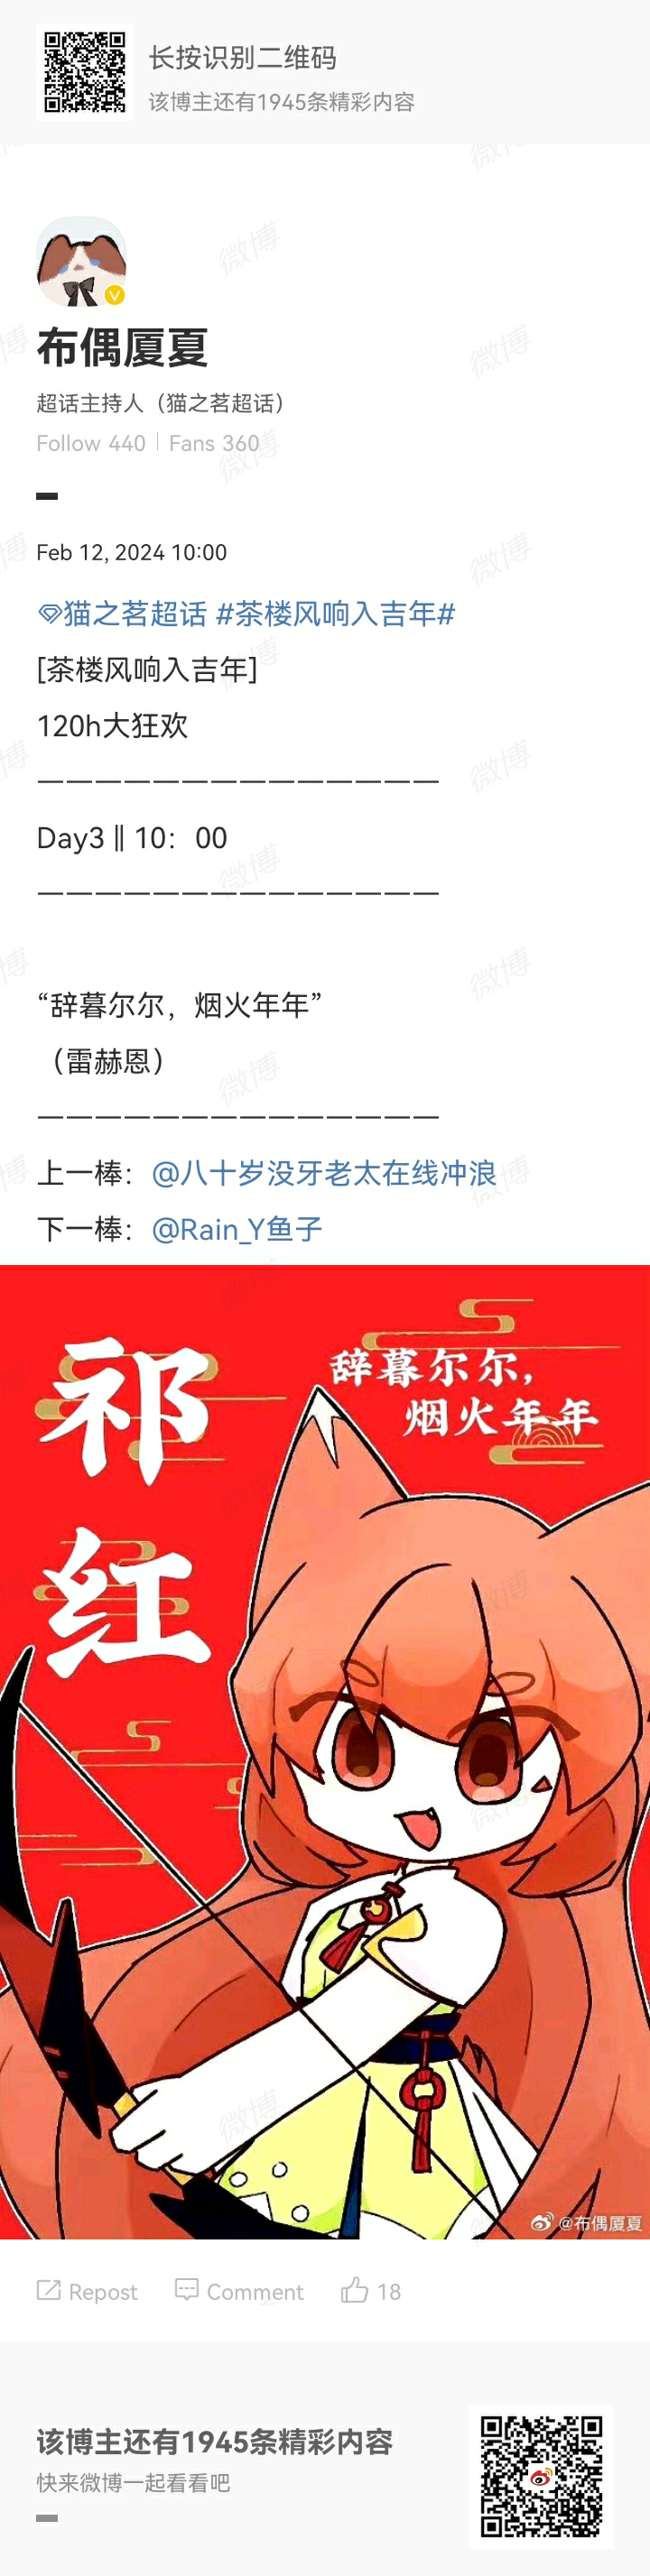 长按识别二维码
该博主还有1945条精彩内容
布偶厦夏
超话主持人（猫之茗超话）
Follow 440 | Fans 360
Feb 12, 2024 10:00
猫之茗超话 #茶楼风响入吉年#
[茶楼风响入吉年]
120h大狂欢
——————————————
Day3 || 10：00
——————————————
“辞暮尔尔，烟火年年”
（雷赫恩）
——————————————
上一棒：@八十岁没牙老太在线冲浪
下一棒：@Rain_Y鱼子
祁红
辞暮尔尔,
烟火年年
@布偶厦夏
Repost Comment 18
该博主还有1945条精彩内容
快来微博一起看看吧
微博